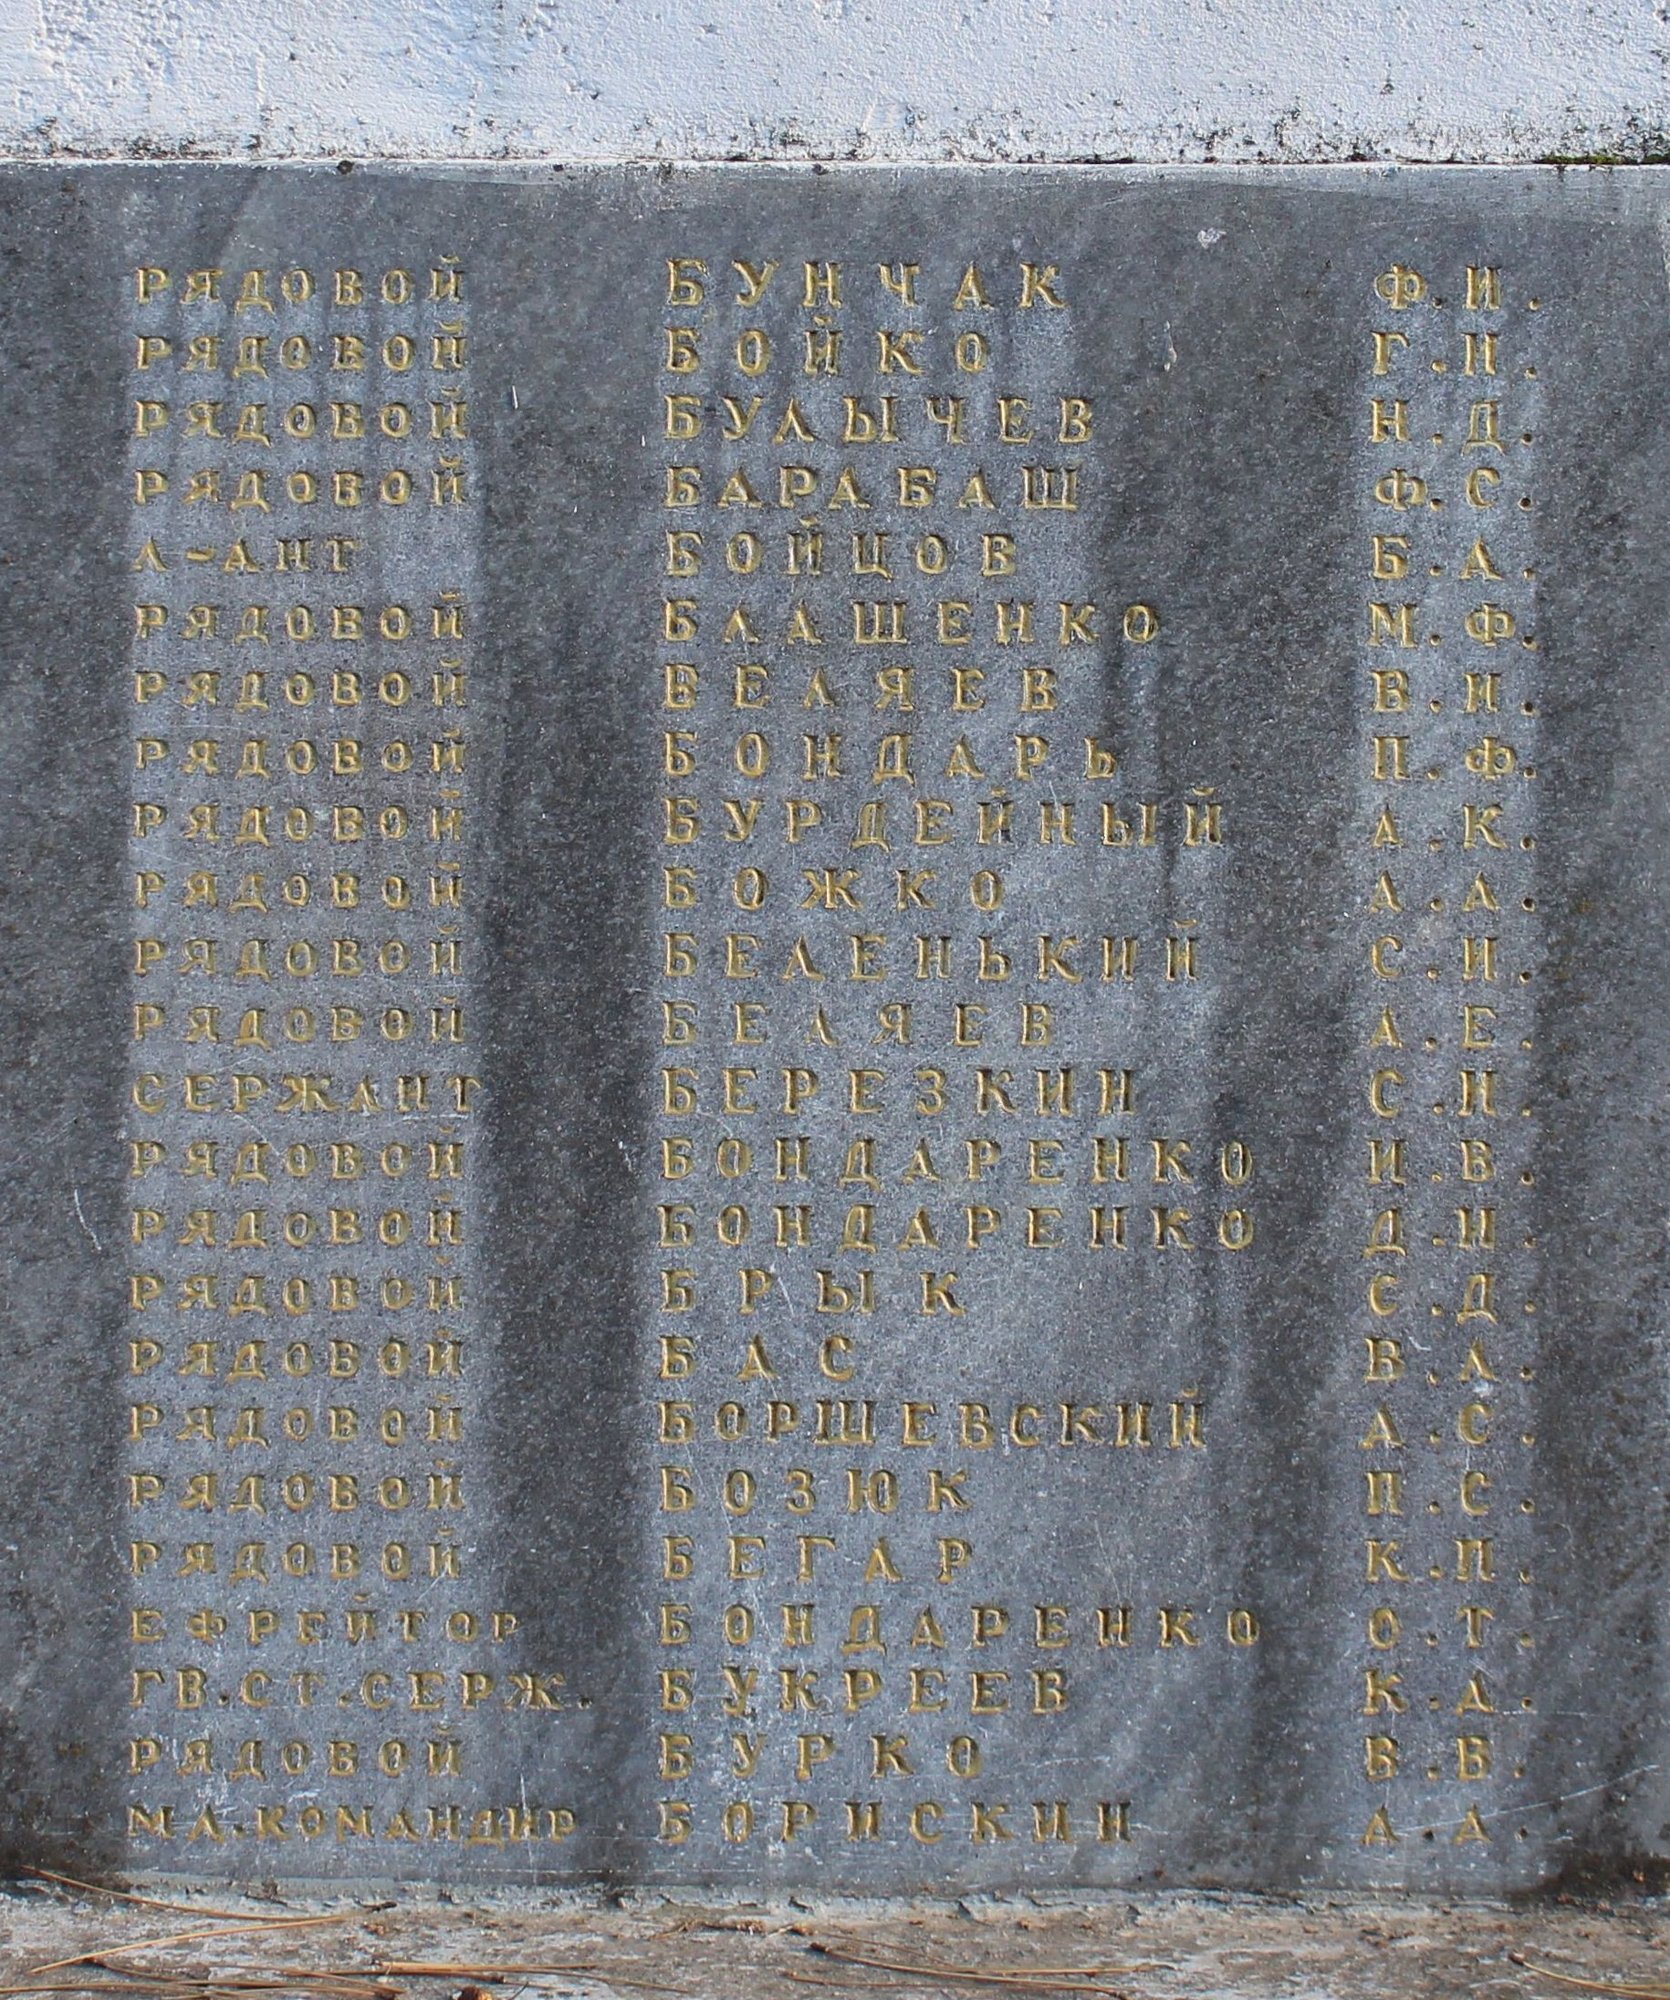 РЯДОВОЙ БУНЧАК Ф.И.
РЯДОВОЙ БОЙКО Г.Н.
РЯДОВОЙ БУЛЫЧЕВ Н.Д.
РЯДОВОЙ БАРАБАШ Ф.С.
Л-АНТ БОЙЦОВ Б.А.
РЯДОВОЙ БЛАШЕНКО М.Ф.
РЯДОВОЙ БЕЛЯЕВ В.Н.
РЯДОВОЙ БОНДАРЬ П.Ф.
РЯДОВОЙ БУРДЕЙНЫЙ А.К.
РЯДОВОЙ БОЖКО А.А.
РЯДОВОЙ БЕЛЕНЬКИЙ С.И.
РЯДОВОЙ БЕЛЯЕВ А.Е.
СЕРЖАНТ БЕРЕЗКИН С.И.
РЯДОВОЙ БОНДАРЕНКО И.В.
РЯДОВОЙ БОНДАРЕНКО Д.И.
РЯДОВОЙ БРЫК С.Д.
РЯДОВОЙ БАС В.А.
РЯДОВОЙ БОРШЕВСКИЙ А.С.
РЯДОВОЙ БОЗЮК П.С.
РЯДОВОЙ БЕГАР К.П.
ЕФРЕЙТОР БОНДАРЕНКО О.Т.
ГВ.СТ.СЕРЖ. БУКРЕЕВ К.А.
РЯДОВОЙ БУРКО В.Б.
МЛ.КОМАНДИР БОРИСКИН А.А.